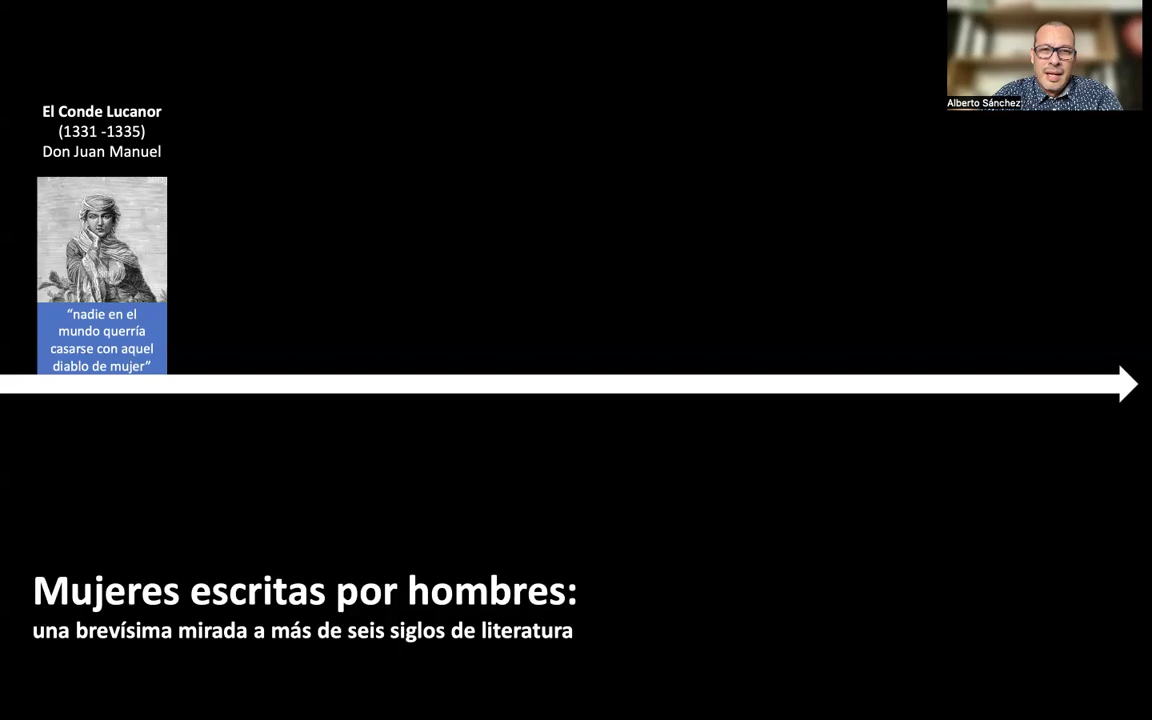 Alberto Sánchez
El Conde Lucanor
(1331 -1335)
Don Juan Manuel
“nadie en el
mundo querría
casarse con aquel
diablo de mujer”
Mujeres escritas por hombres:
una brevísima mirada a más de seis siglos de literatura